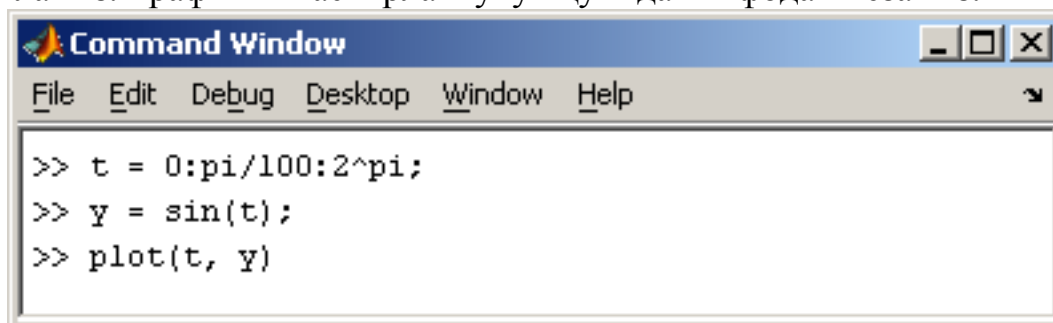 Command Window
File Edit Debug Desktop Window Help
>> t = 0:pi/100:2^pi;
>> y = sin(t);
>> plot(t, y)